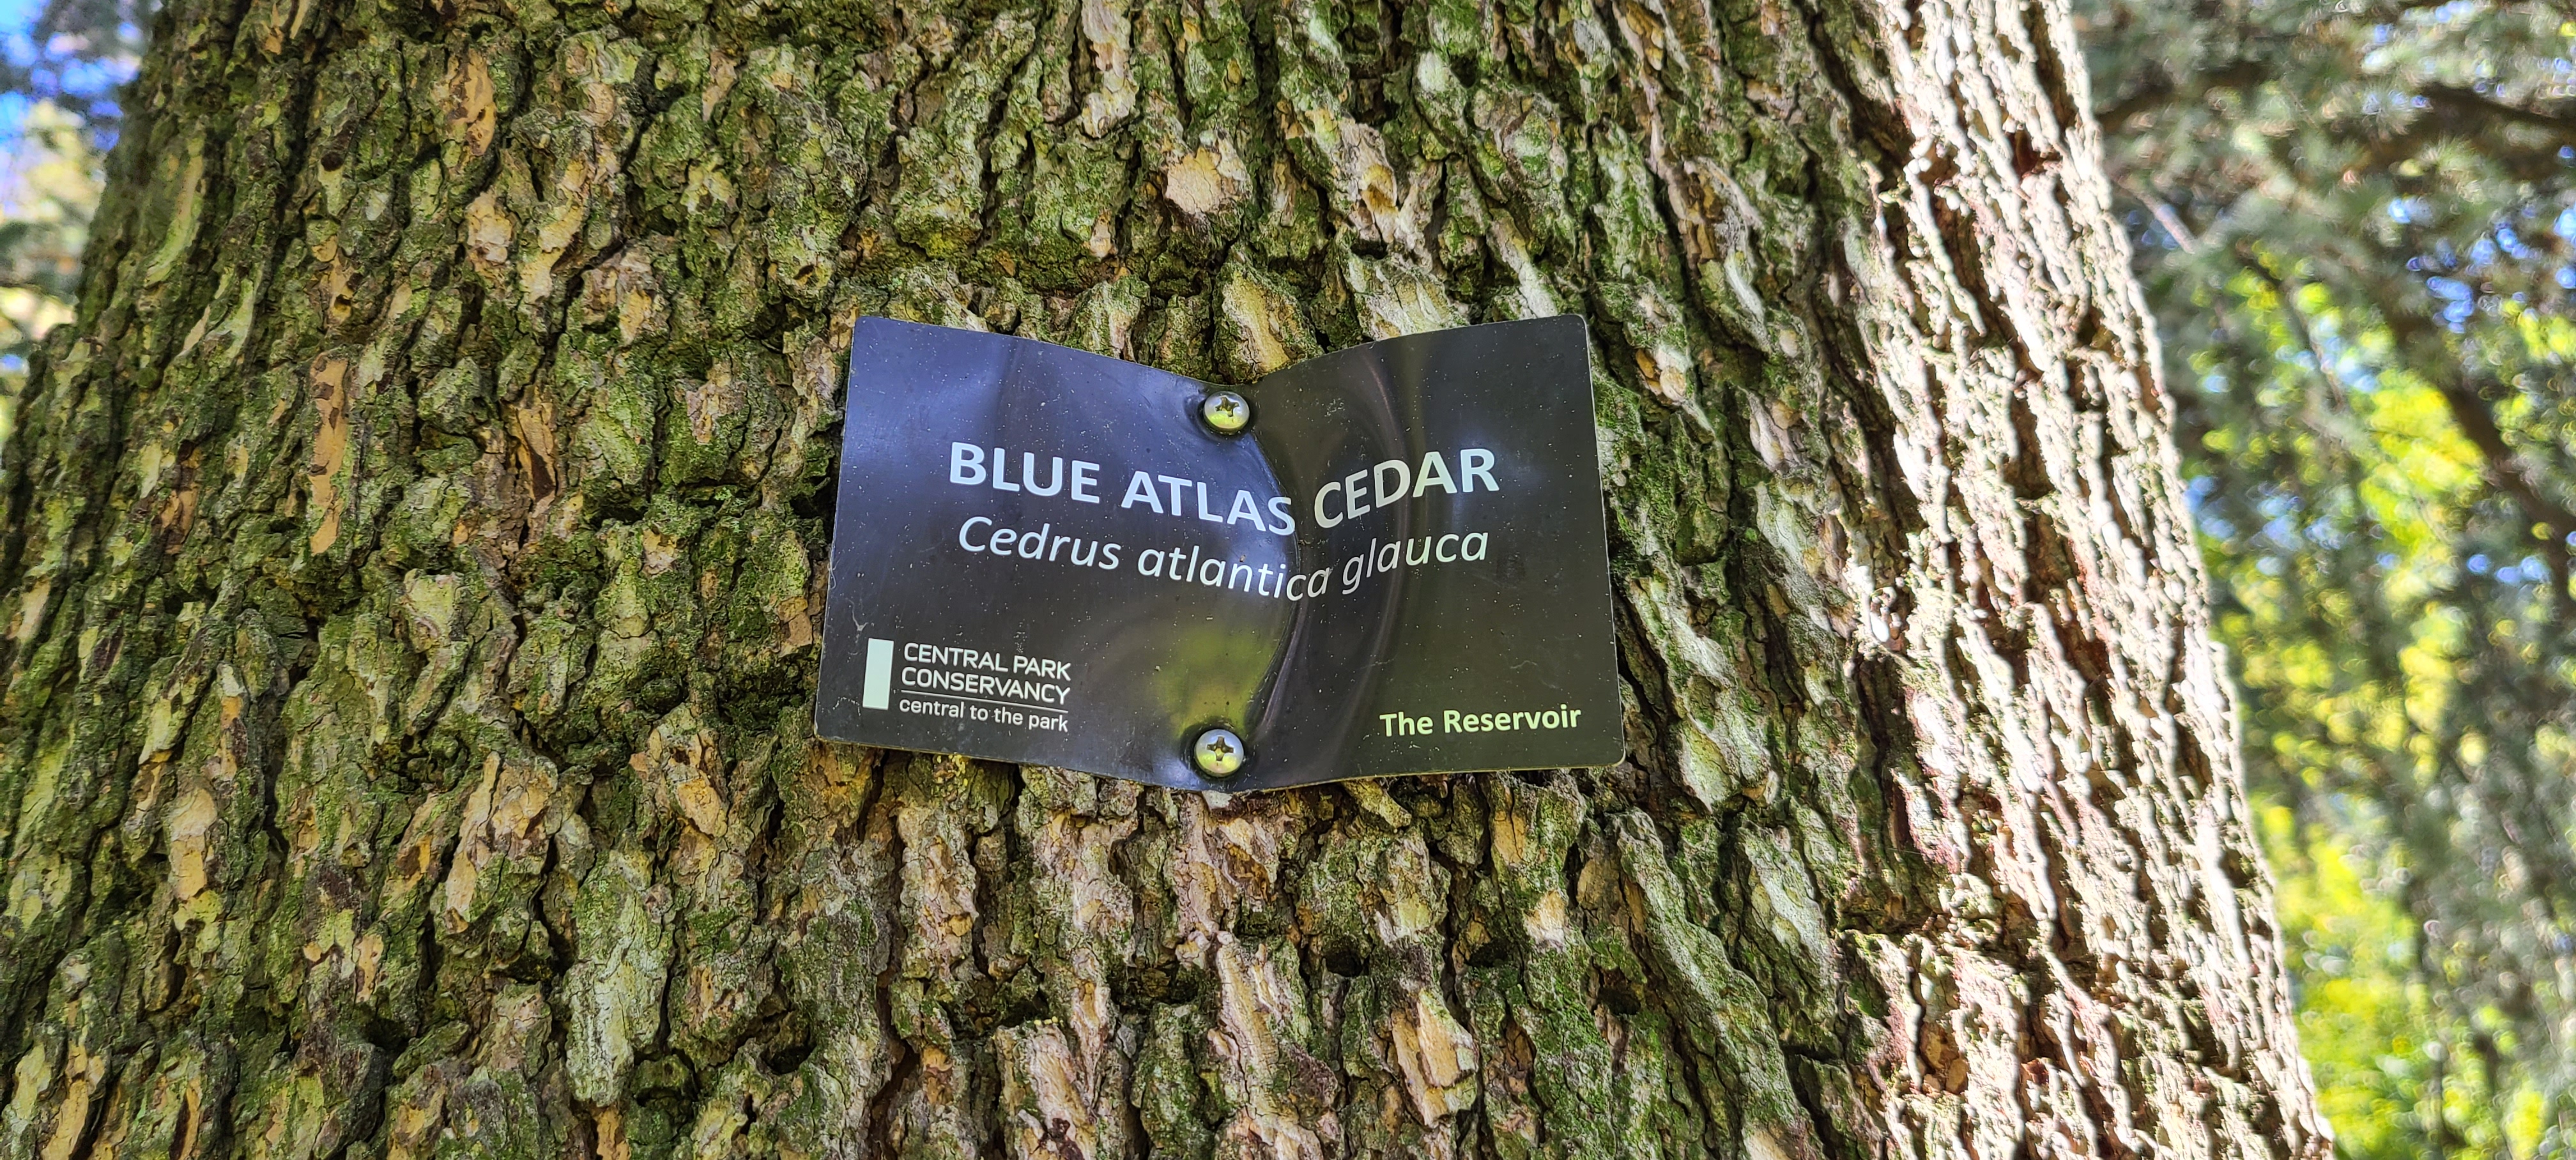 BLUE ATLAS CEDAR
Cedrus atlantica glauca
CENTRAL PARK
CONSERVANCY
central to the park
The Reservoir